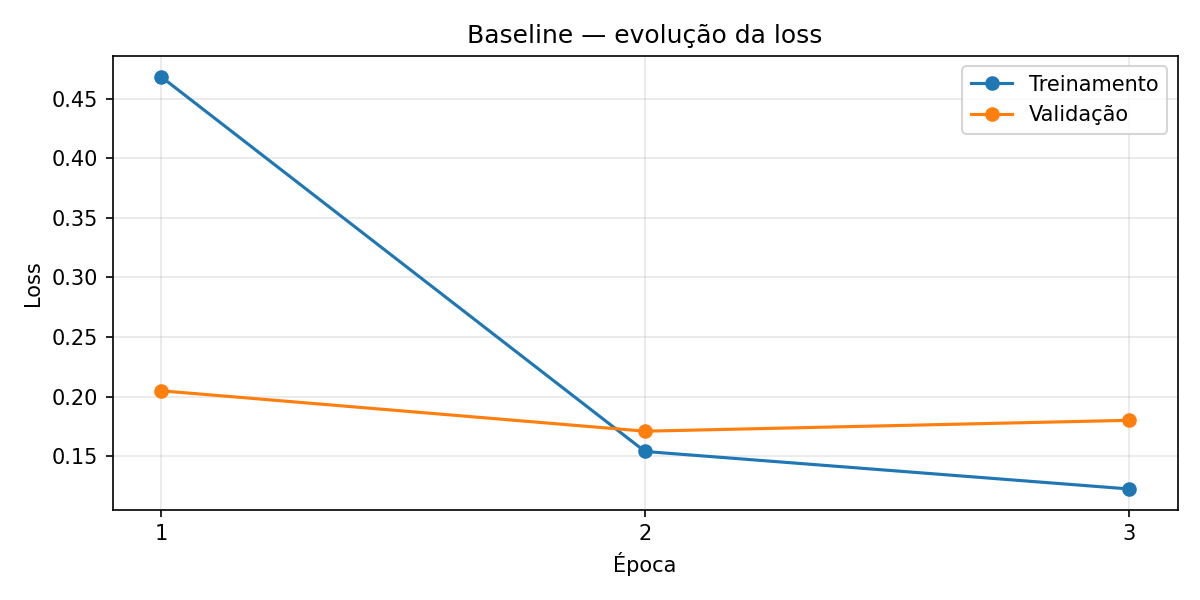 Baseline — evolução da loss
Treinamento
Validação
0.45
0.40
0.35
0.30
0.25
0.20
0.15
Loss
1
2
3
Época